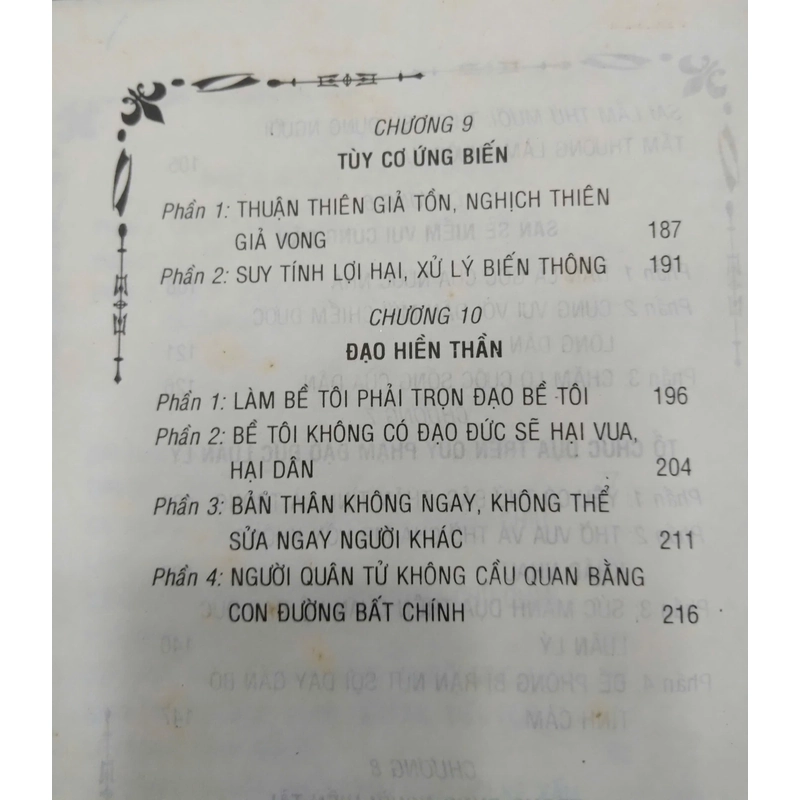 CHƯƠNG 9
TÙY CƠ ỨNG BIẾN
Phần 1: THUẬN THIÊN GIẢ TỒN, NGHỊCH THIÊN
GIẢ VONG 187
Phần 2: SUY TÍNH LỢI HẠI, XỬ LÝ BIẾN THÔNG 191
CHƯƠNG 10
ĐẠO HIỀN THẦN
Phần 1: LÀM BỀ TÔI PHẢI TRỌN ĐẠO BỀ TÔI 196
Phần 2: BỀ TÔI KHÔNG CÓ ĐẠO ĐỨC SẼ HẠI VUA,
HẠI DÂN 204
Phần 3: BẢN THÂN KHÔNG NGAY, KHÔNG THỂ
SỬA NGAY NGƯỜI KHÁC 211
Phần 4: NGƯỜI QUÂN TỬ KHÔNG CẦU QUAN BẰNG
CON ĐƯỜNG BẤT CHÍNH 216